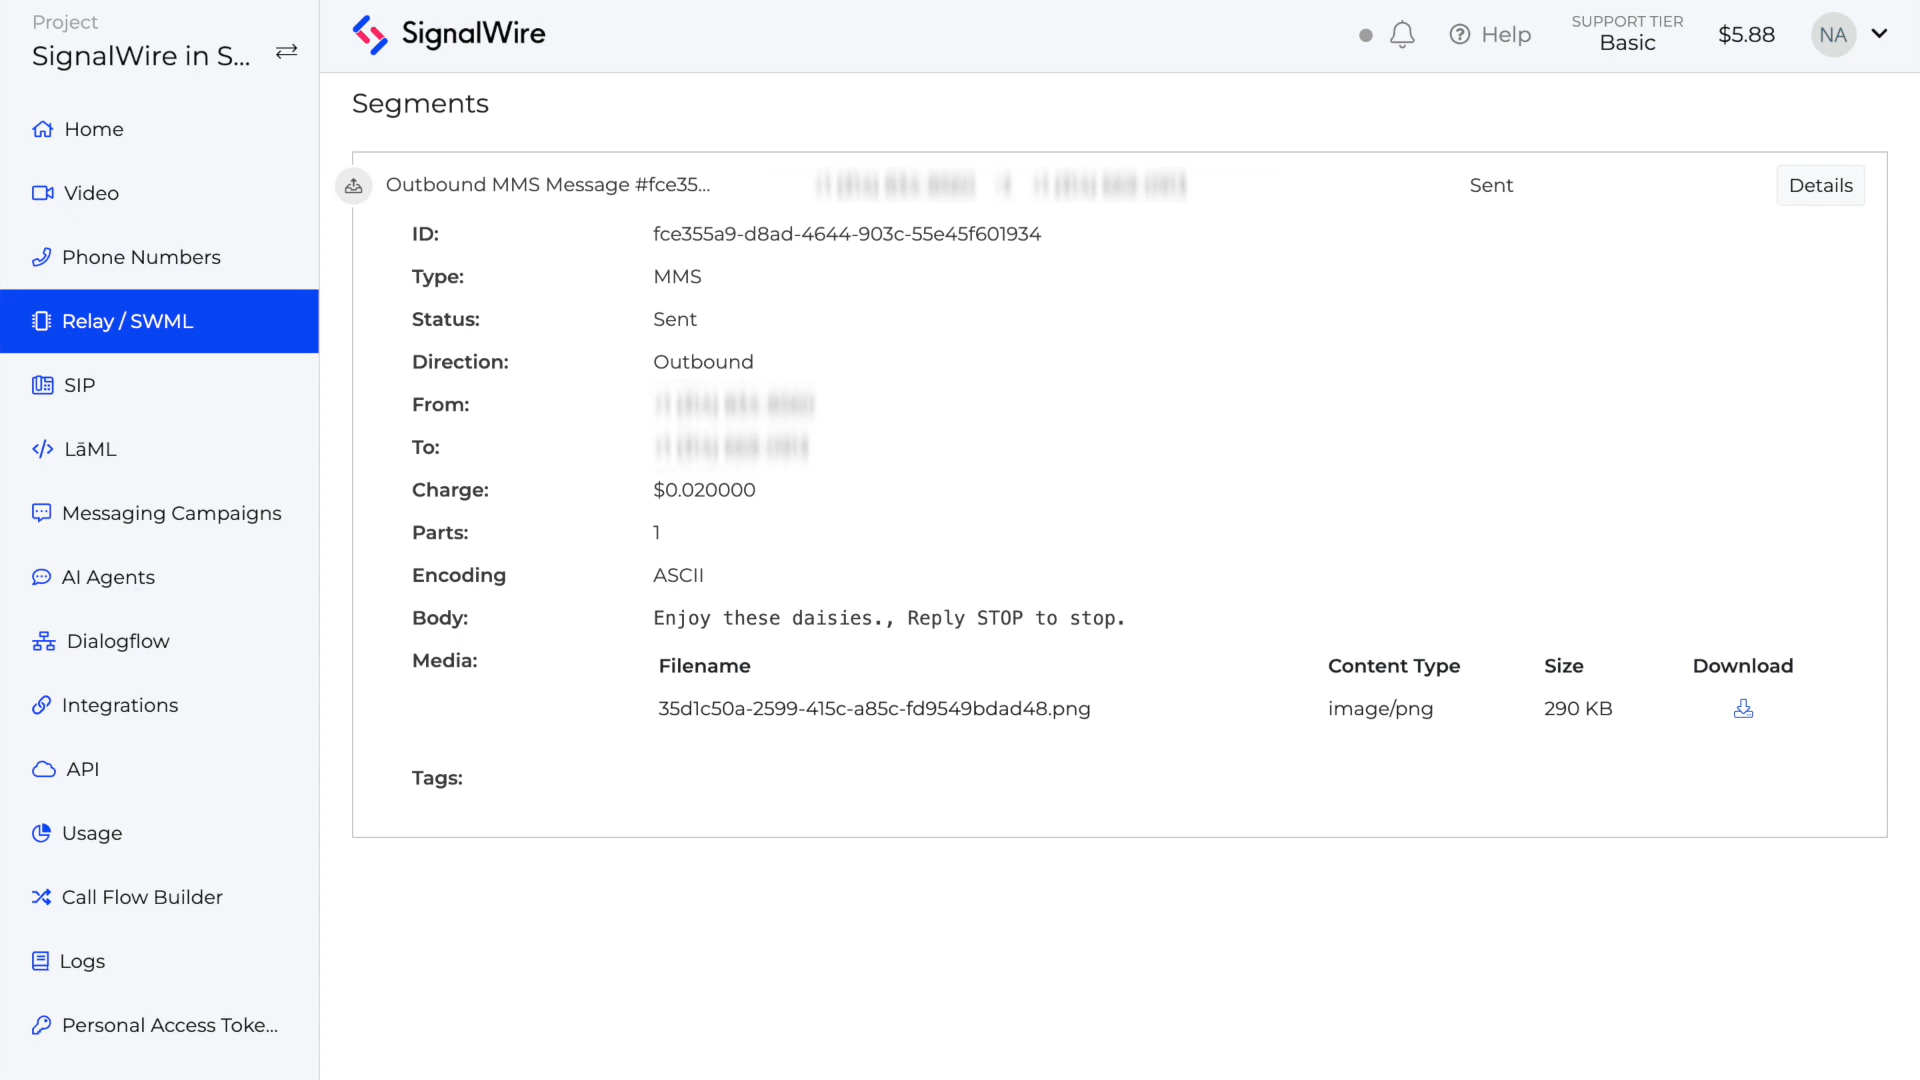 Project
SignalWire in S...
SignalWire
Help
SUPPORT TIER
Basic
$5.88
NA
Home
Video
Phone Numbers
Relay / SWML
SIP
LāML
Messaging Campaigns
AI Agents
Dialogflow
Integrations
API
Usage
Call Flow Builder
Logs
Personal Access Toke...
Segments
Outbound MMS Message #fce35...
Sent
Details
ID: fce355a9-d8ad-4644-903c-55e45f601934
Type: MMS
Status: Sent
Direction: Outbound
From:
To:
Charge: $0.020000
Parts: 1
Encoding ASCII
Body: Enjoy these daisies., Reply STOP to stop.
Media:
Filename Content Type Size Download
35d1c50a-2599-415c-a85c-fd9549bdad48.png image/png 290 KB
Tags: